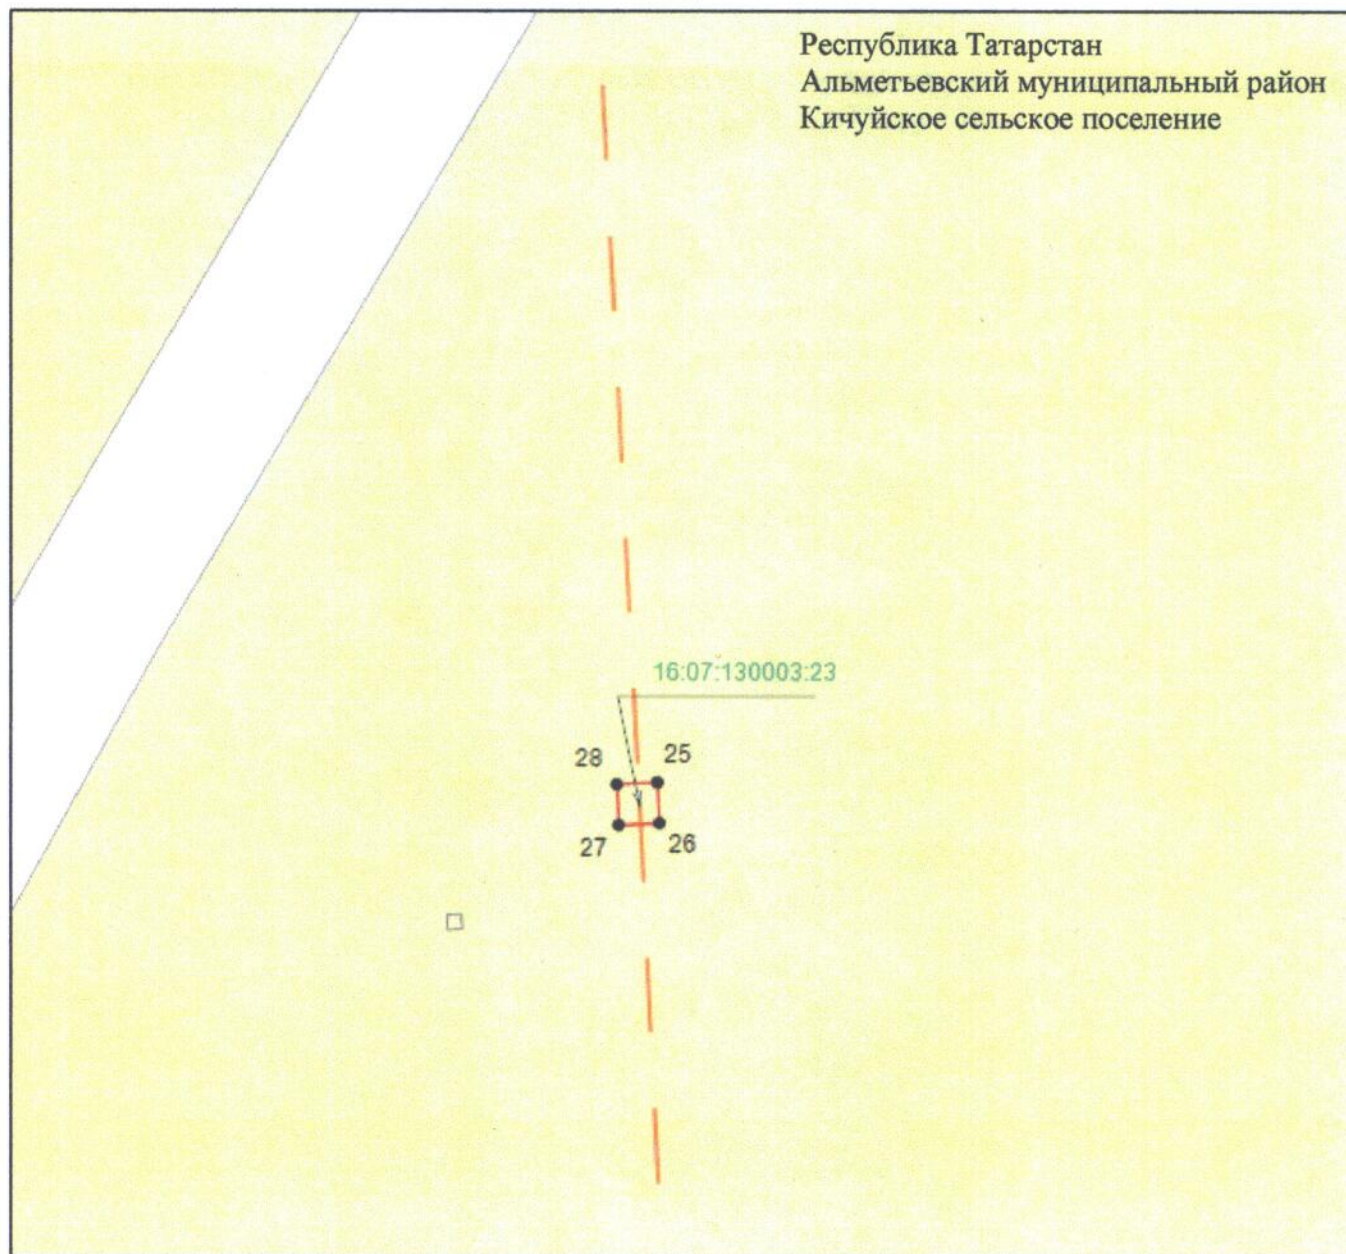 Республика Татарстан
Альметьевский муниципальный район
Кичуйское сельское поселение
16:07:130003:23
28 25
27 26